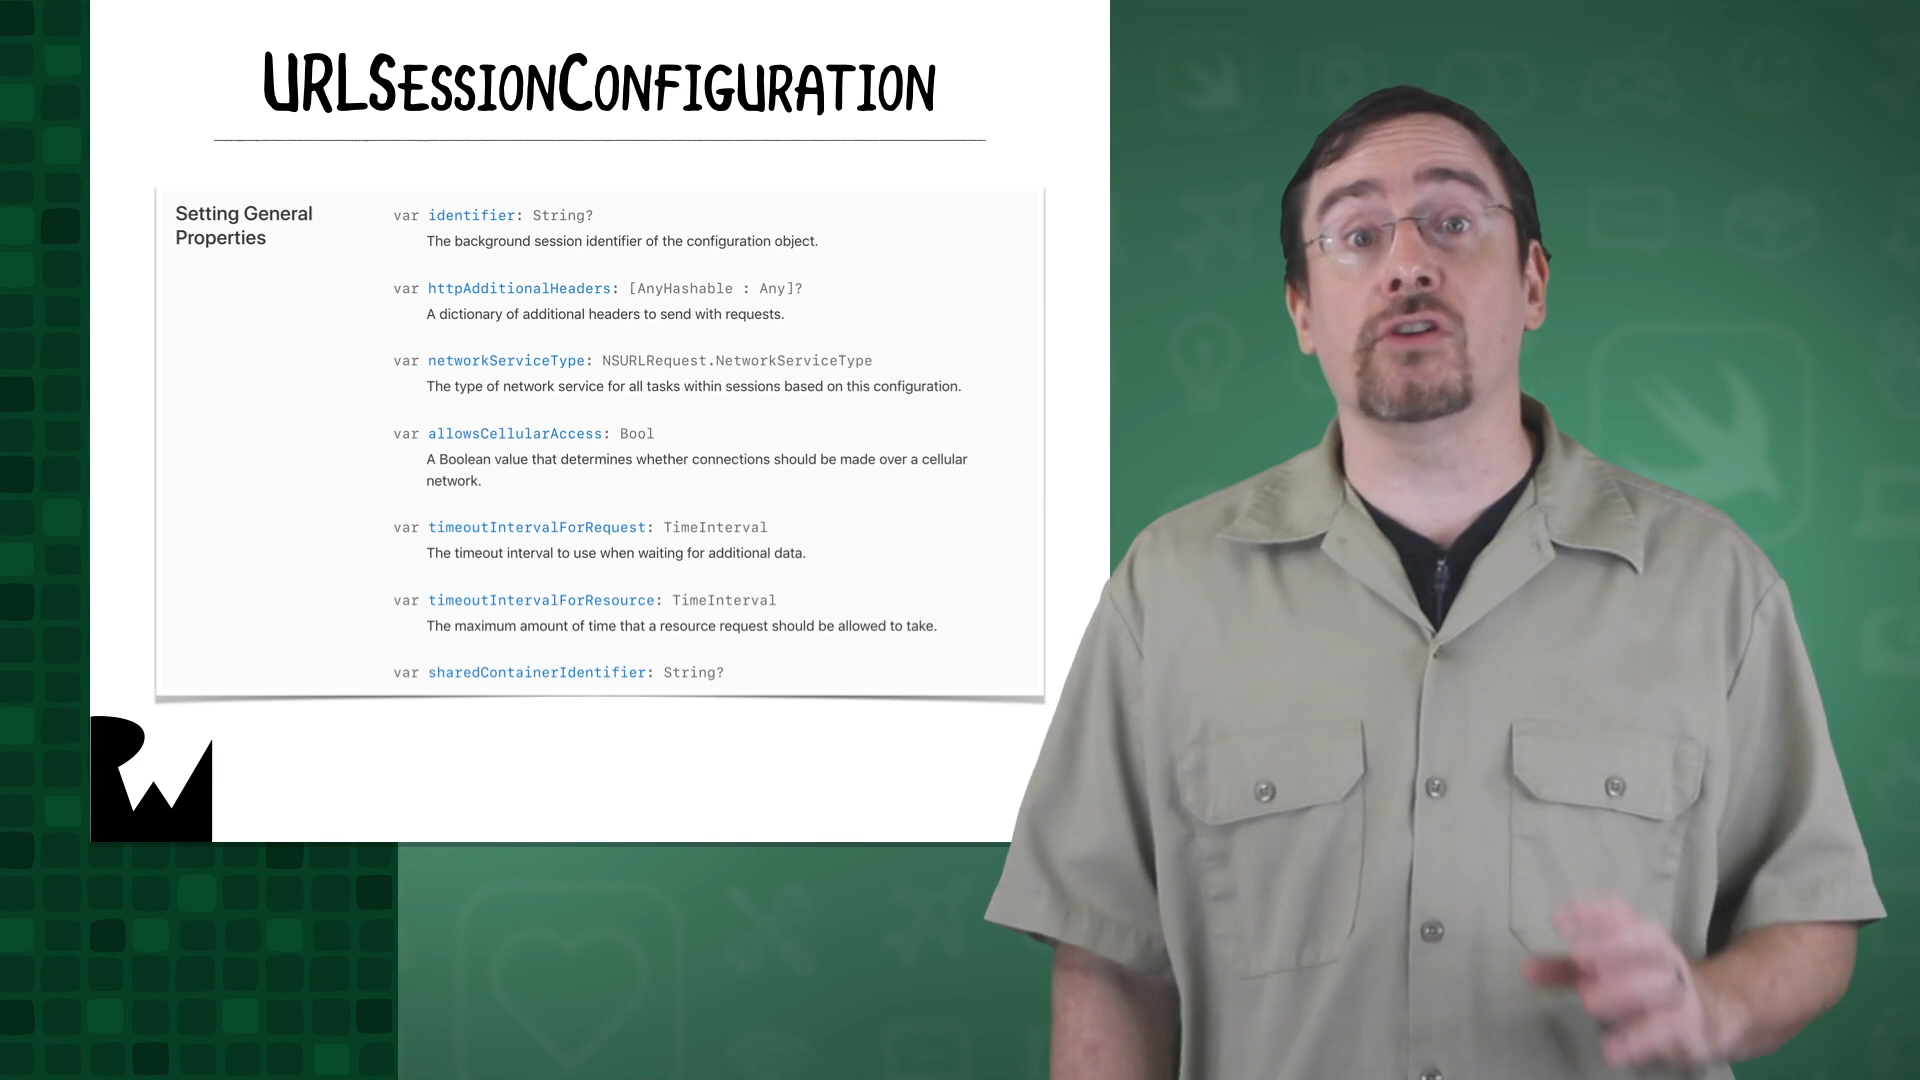 URLSessionConfiguration
Setting General
Properties
var identifier: String?
The background session identifier of the configuration object.
var httpAdditionalHeaders: [AnyHashable : Any]?
A dictionary of additional headers to send with requests.
var networkServiceType: NSURLRequest.NetworkServiceType
The type of network service for all tasks within sessions based on this configuration.
var allowsCellularAccess: Bool
A Boolean value that determines whether connections should be made over a cellular
network.
var timeoutIntervalForRequest: TimeInterval
The timeout interval to use when waiting for additional data.
var timeoutIntervalForResource: TimeInterval
The maximum amount of time that a resource request should be allowed to take.
var sharedContainerIdentifier: String?
RW